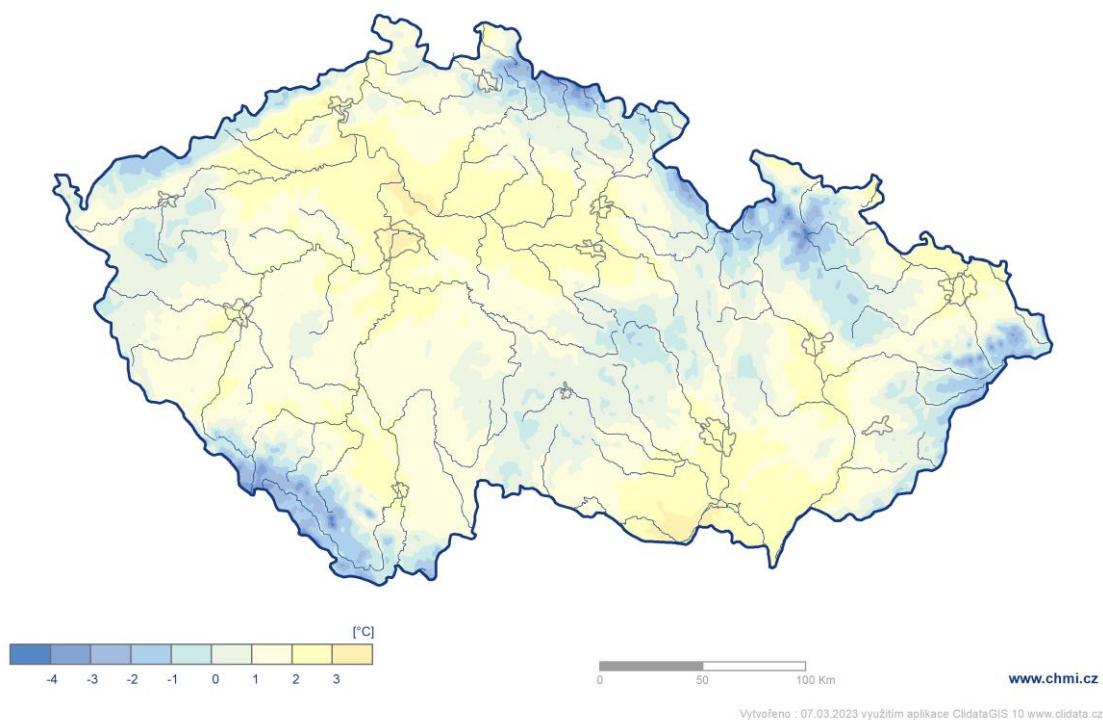 [°C]
-4 -3 -2 -1 0 1 2 3
0 50 100 Km
www.chmi.cz
Vytvořeno : 07.03.2023 využitím aplikace ClidataGIS 10 www.clidata.cz